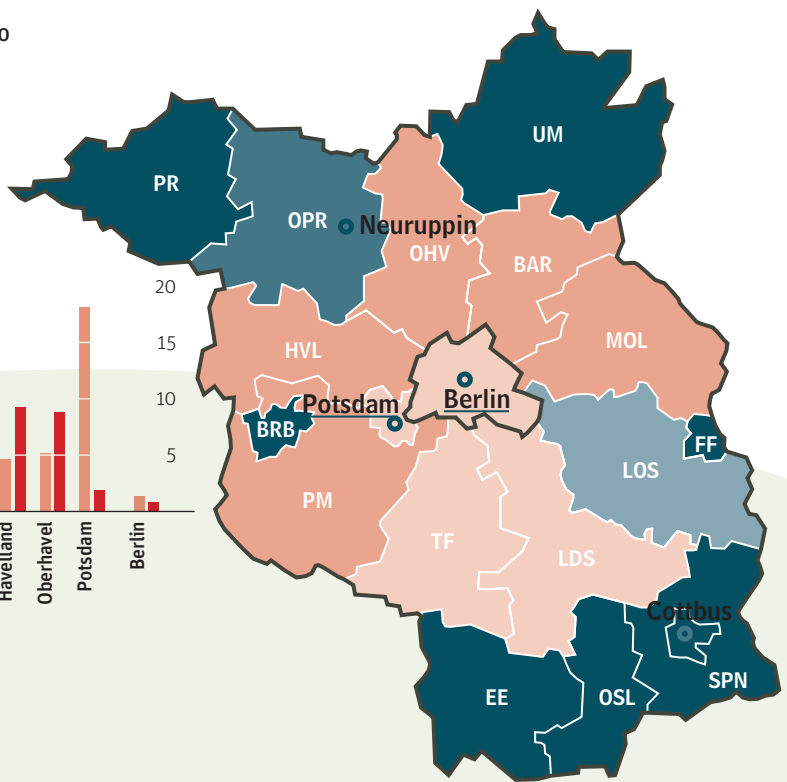 o
UM
PR
OPR
Neuruppin
OHV
BAR
20
15
10
5
MOL
HVL
Potsdam
Berlin
BRB
FF
LOS
PM
TF
LDS
Havelland
Oberhavel
Potsdam
Berlin
Cottbus
SPN
EE
OSL